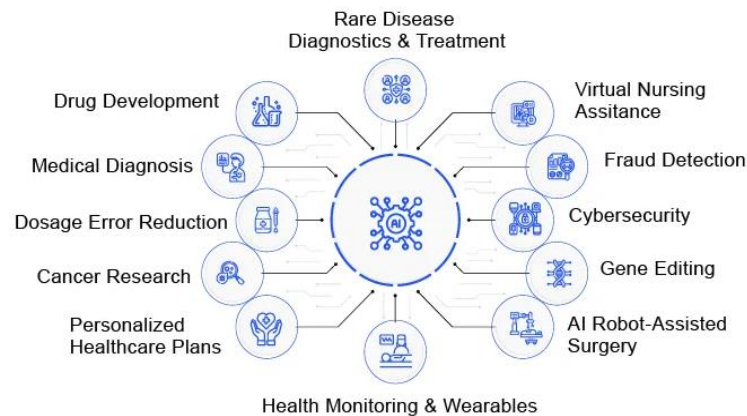 Rare Disease
Diagnostics & Treatment
Drug Development
Virtual Nursing
Assitance
Medical Diagnosis
Fraud Detection
AI
Dosage Error Reduction
Cybersecurity
Cancer Research
Gene Editing
Personalized
Healthcare Plans
AI Robot-Assisted
Surgery
Health Monitoring & Wearables